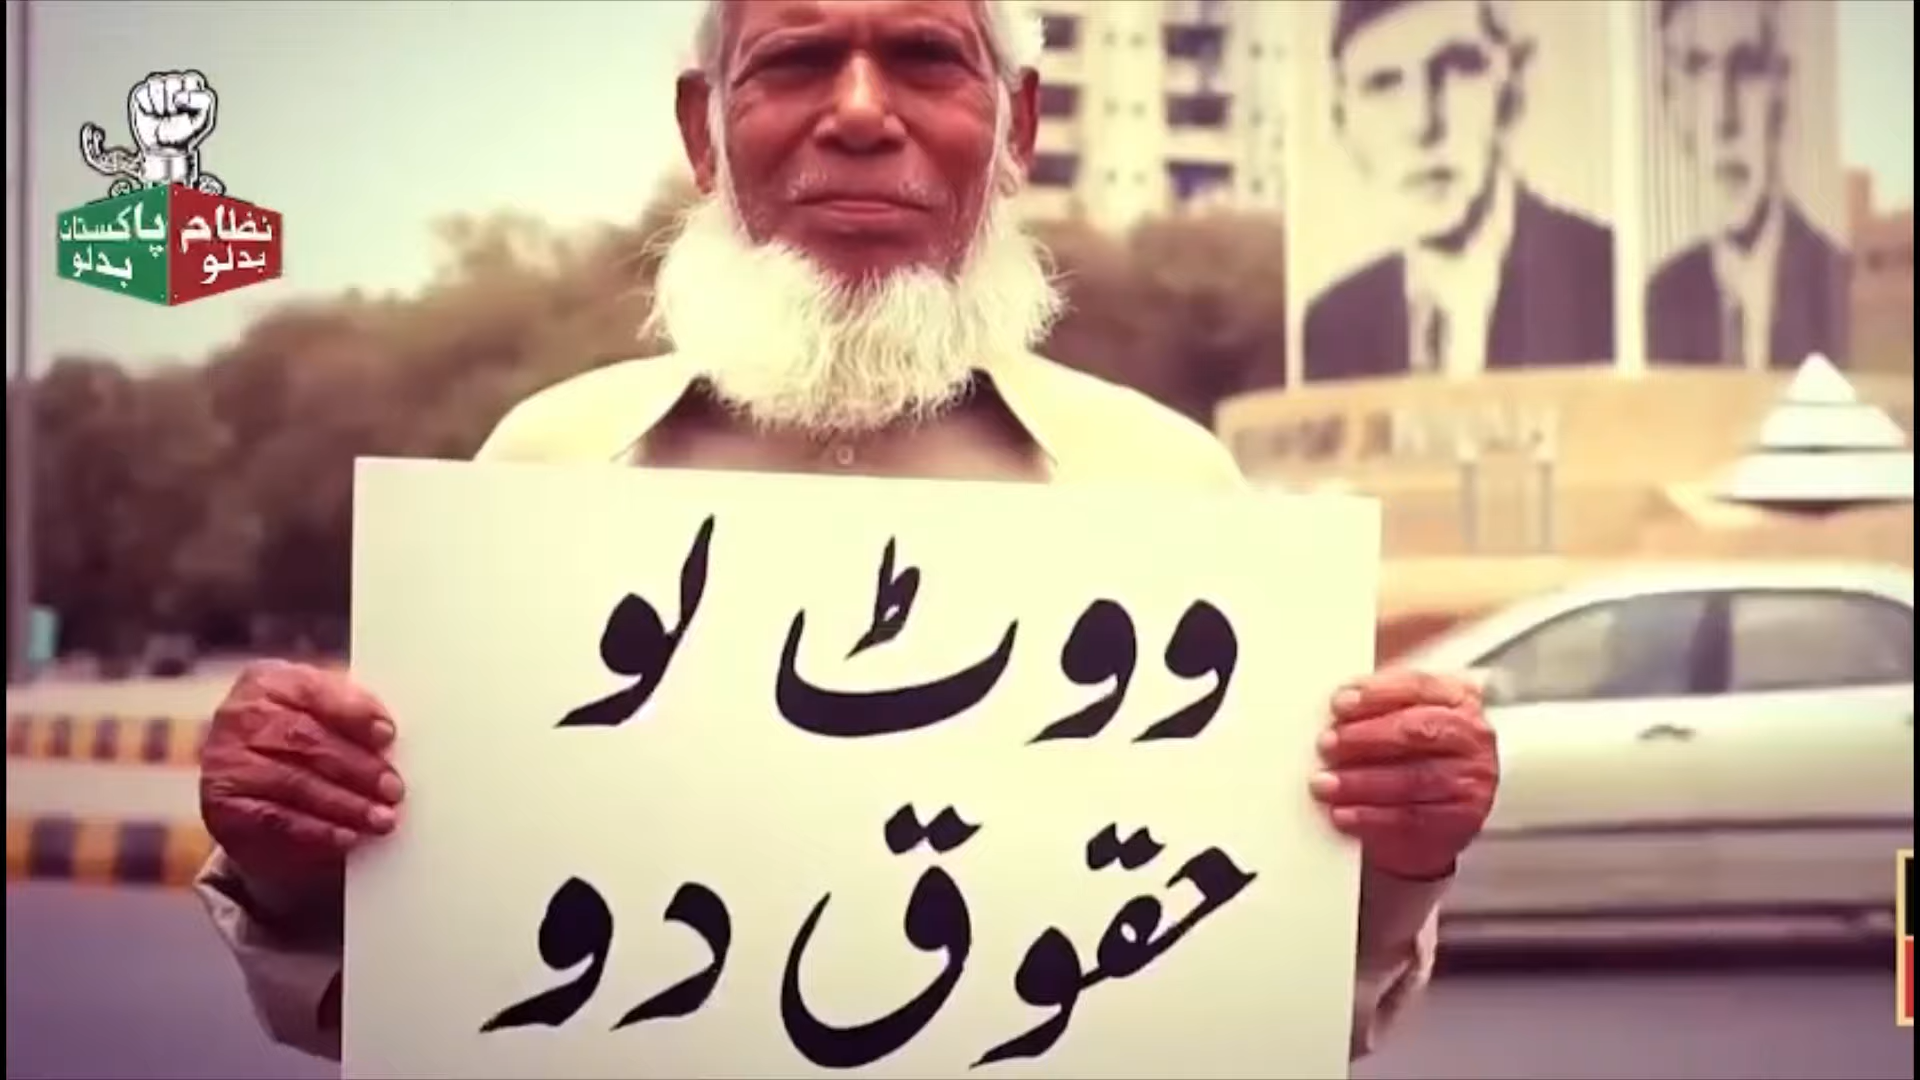 پاکستان
بدلو
نظام
بدلو
ووٹ لو
حقوق دو